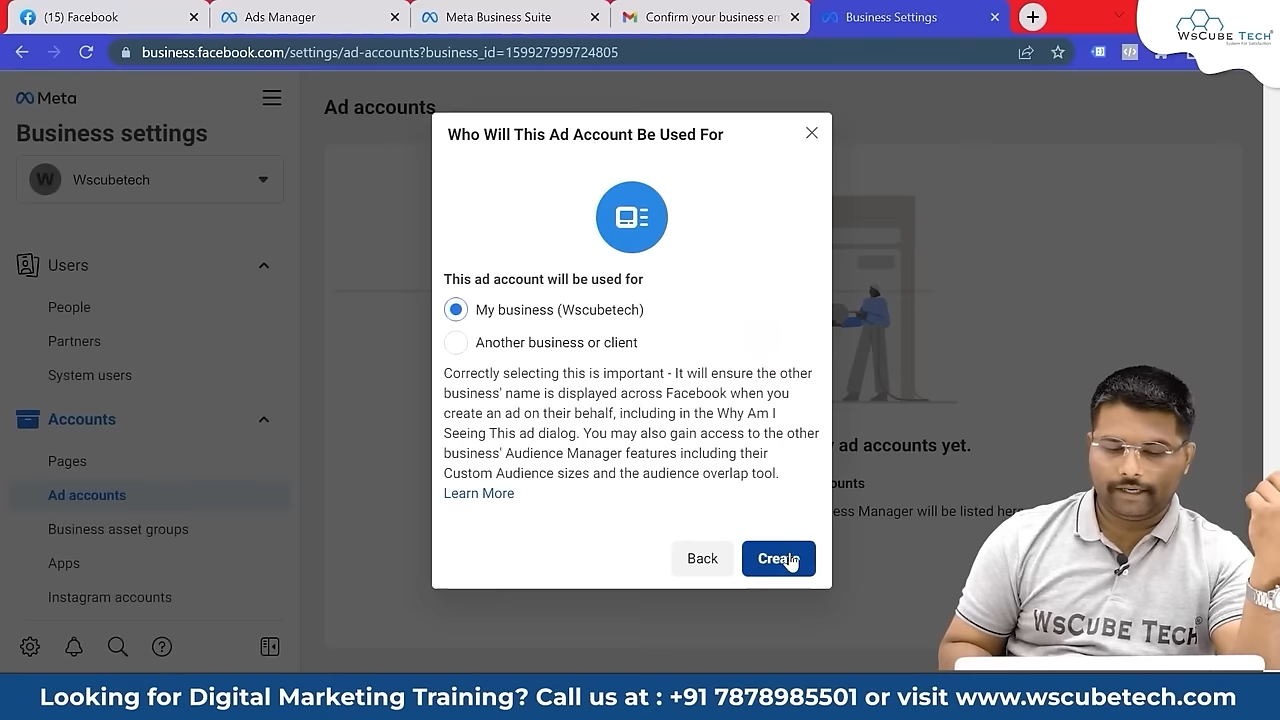 (15) Facebook
Ads Manager
Meta Business Suite
Confirm your business em
Business Settings
WsCube Tech
System For Satisfaction
business.facebook.com/settings/ad-accounts?business_id=159927999724805
Meta
Business settings
W Wscubetech
Users
People
Partners
System users
Accounts
Pages
Ad accounts
Business asset groups
Apps
Instagram accounts
Ad accounts
Who Will This Ad Account Be Used For
This ad account will be used for
My business (Wscubetech)
Another business or client
Correctly selecting this is important - It will ensure the other
business' name is displayed across Facebook when you
create an ad on their behalf, including in the Why Am I
Seeing This ad dialog. You may also gain access to the other
business' Audience Manager features including their
Custom Audience sizes and the audience overlap tool.
Learn More
Back
Create
ad accounts yet.
ounts
ess Manager will be listed here
WsCube Tech
Looking for Digital Marketing Training? Call us at : +91 7878985501 or visit www.wscubetech.com